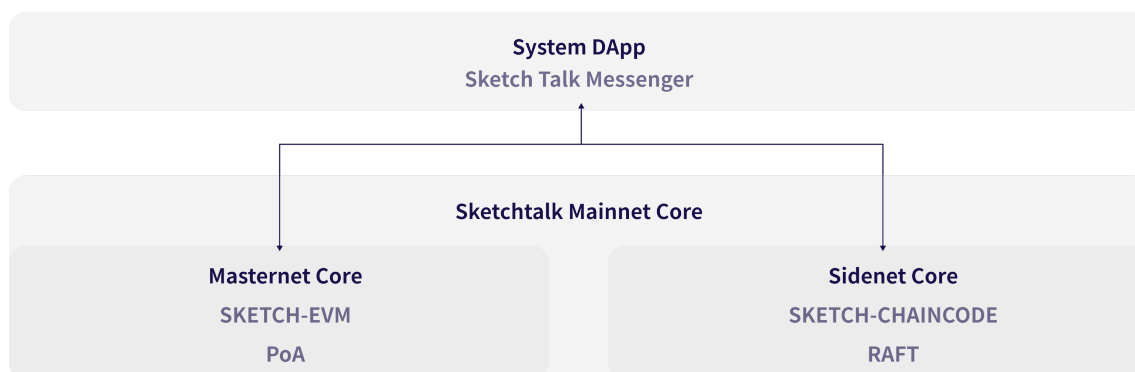 System DApp
Sketch Talk Messenger
Sketchtalk Mainnet Core
Masternet Core
SKETCH-EVM
PoA
Sidenet Core
SKETCH-CHAINCODE
RAFT